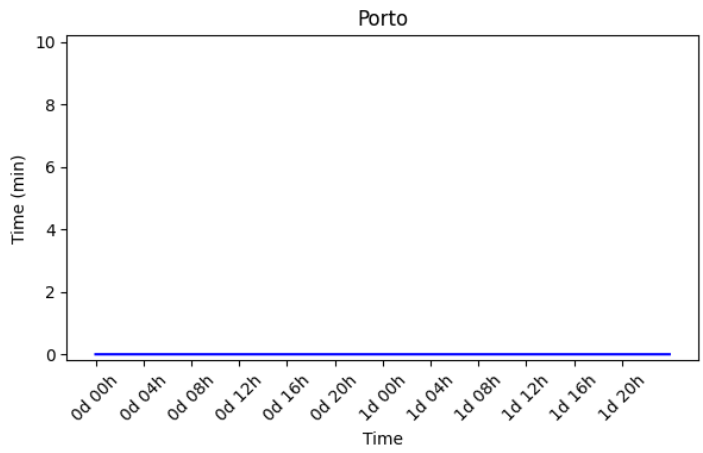 Porto
10
8
6
4
2
0
Time (min)
0d 00h
0d 04h
0d 08h
0d 12h
0d 16h
0d 20h
1d 00h
1d 04h
1d 08h
1d 12h
1d 16h
1d 20h
Time